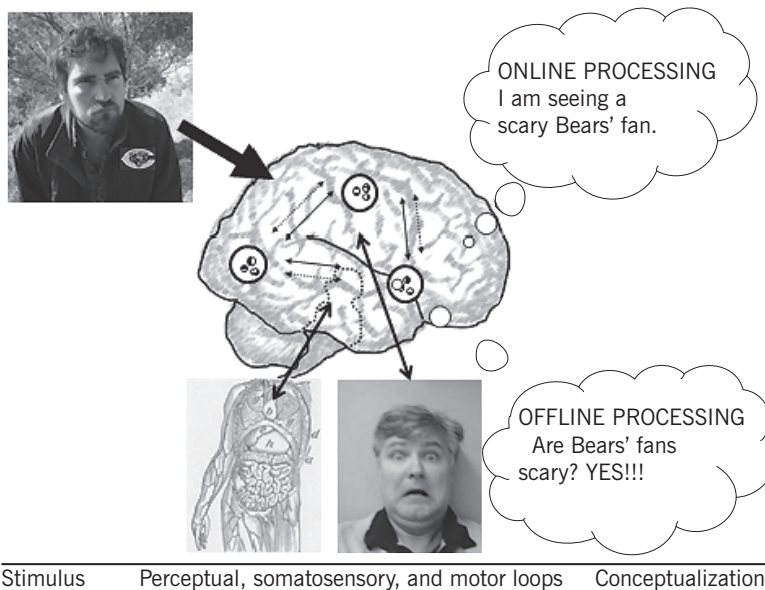 ONLINE PROCESSING
I am seeing a
scary Bears’ fan.
OFFLINE PROCESSING
Are Bears’ fans
scary? YES!!!
Stimulus Perceptual, somatosensory, and motor loops Conceptualization